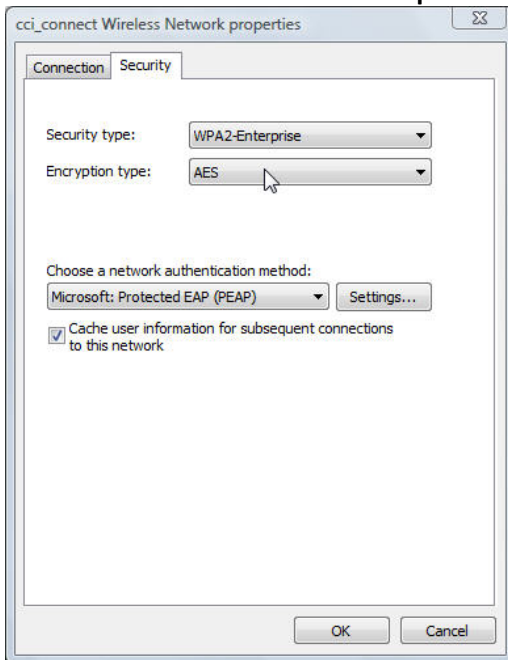 cci_connect Wireless Network properties
Connection Security
Security type: WPA2-Enterprise
Encryption type: AES
Choose a network authentication method:
Microsoft: Protected EAP (PEAP) Settings...
Cache user information for subsequent connections
to this network
OK Cancel